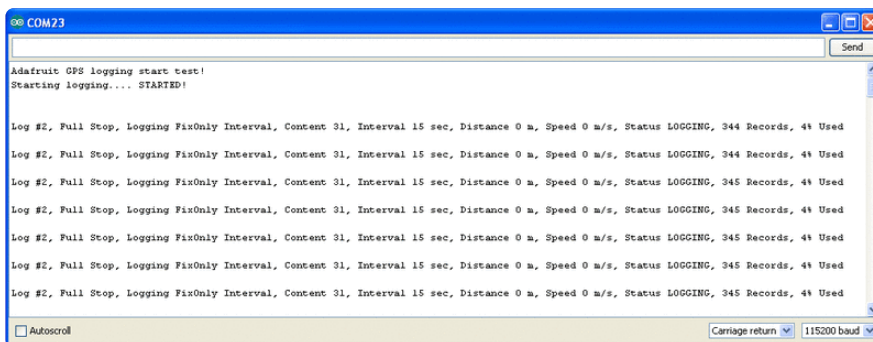 COM23
Send
Adafruit GPS logging start test!
Starting logging.... STARTED!
Log #2, Full Stop, Logging FixOnly Interval, Content 31, Interval 15 sec, Distance 0 m, Speed 0 m/s, Status LOGGING, 344 Records, 4% Used
Log #2, Full Stop, Logging FixOnly Interval, Content 31, Interval 15 sec, Distance 0 m, Speed 0 m/s, Status LOGGING, 344 Records, 4% Used
Log #2, Full Stop, Logging FixOnly Interval, Content 31, Interval 15 sec, Distance 0 m, Speed 0 m/s, Status LOGGING, 345 Records, 4% Used
Log #2, Full Stop, Logging FixOnly Interval, Content 31, Interval 15 sec, Distance 0 m, Speed 0 m/s, Status LOGGING, 345 Records, 4% Used
Log #2, Full Stop, Logging FixOnly Interval, Content 31, Interval 15 sec, Distance 0 m, Speed 0 m/s, Status LOGGING, 345 Records, 4% Used
Log #2, Full Stop, Logging FixOnly Interval, Content 31, Interval 15 sec, Distance 0 m, Speed 0 m/s, Status LOGGING, 345 Records, 4% Used
Log #2, Full Stop, Logging FixOnly Interval, Content 31, Interval 15 sec, Distance 0 m, Speed 0 m/s, Status LOGGING, 345 Records, 4% Used
Autoscroll
Carriage return
115200 baud